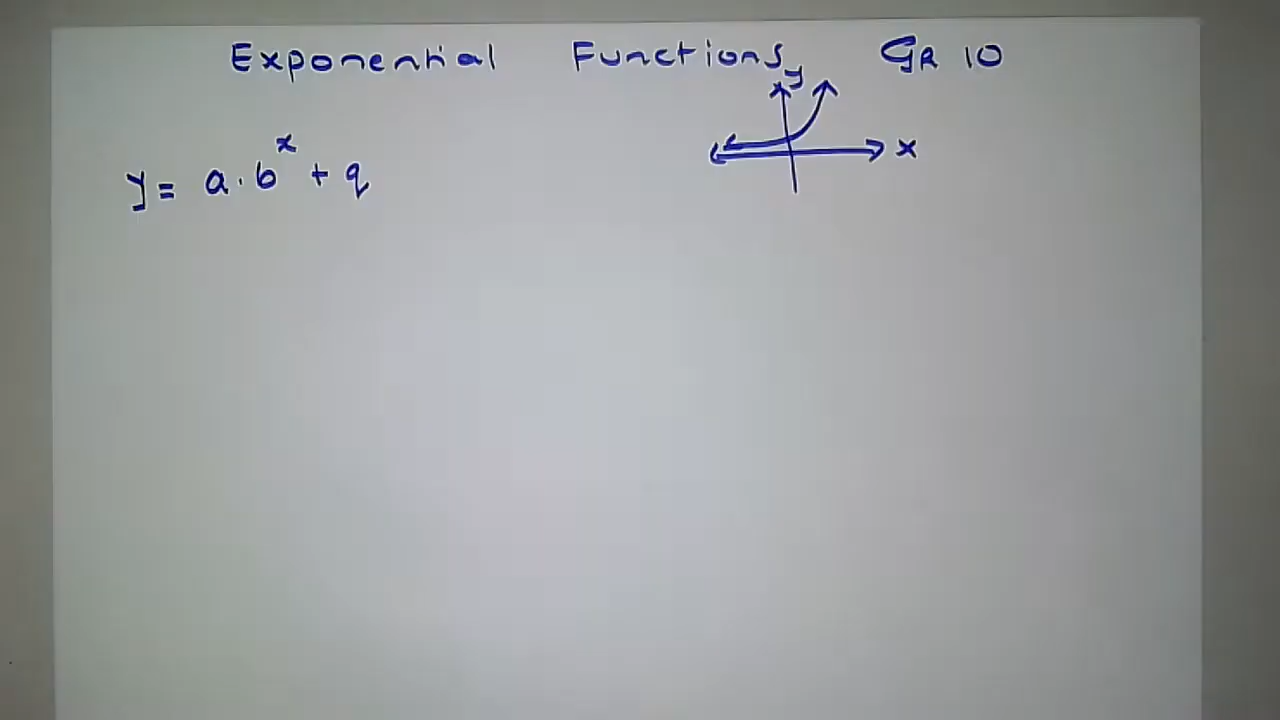 Exponential Functions GR 10
y
x
y = a · b^x + q